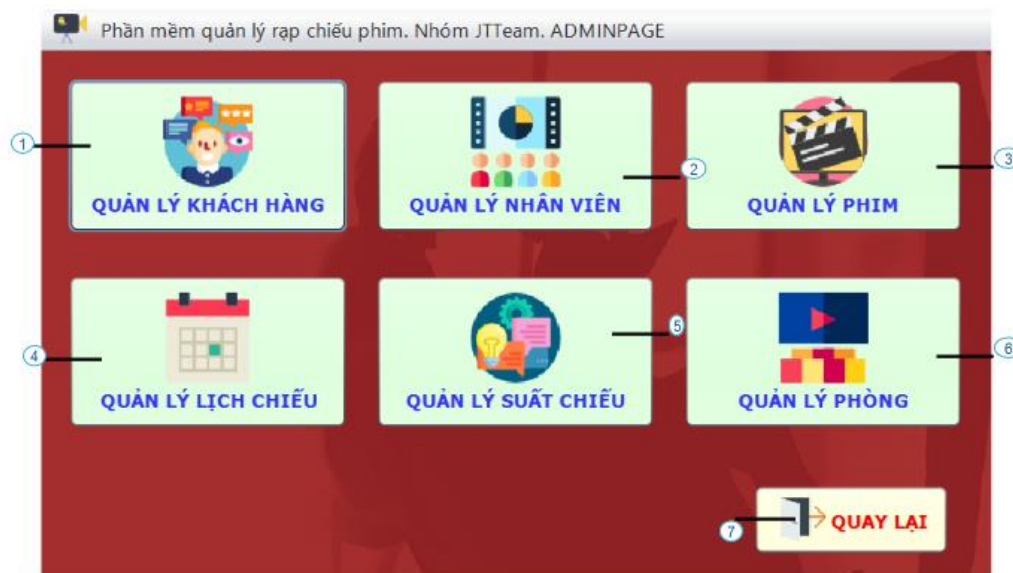 Phần mềm quản lý rạp chiếu phim. Nhóm JTTeam. ADMINPAGE
1
QUẢN LÝ KHÁCH HÀNG
QUẢN LÝ NHÂN VIÊN
2
QUẢN LÝ PHIM
3
4
QUẢN LÝ LỊCH CHIẾU
QUẢN LÝ SUẤT CHIẾU
5
QUẢN LÝ PHÒNG
6
7
QUAY LẠI